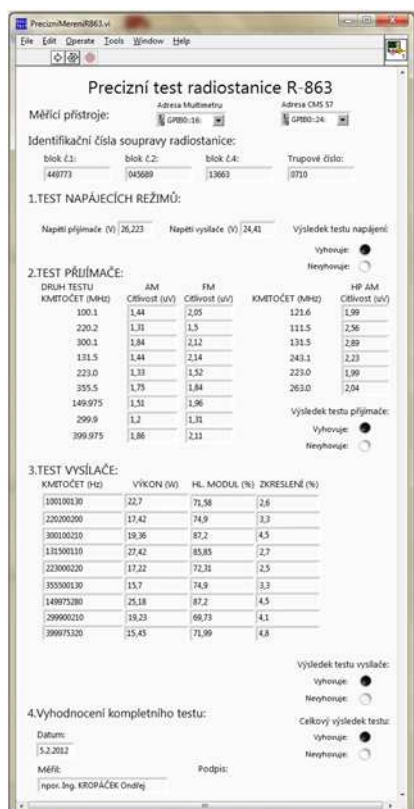 PrecizniMereniR863.vi
File Edit Operate Tools Window Help
Precizní test radiostanice R-863
Adresa Multimetru Adresa CMS 57
Měřící přístroje: GPIB0::16: GPIB0::24:
Identifikační čísla soupravy radiostanice:
blok č.1: blok č.2: blok č.4: Trupové číslo:
449773 045689 13663 0710
1.TEST NAPÁJECÍCH REŽIMŮ:
Napětí přijímače (V) 26,223 Napětí vysílače (V) 24,41 Výsledek testu napájení:
Vyhovuje:
Nevyhovuje:
2.TEST PŘIJÍMAČE:
DRUH TESTU AM FM HP AM
KMITOČET (MHz) Citlivost (uV) Citlivost (uV) KMITOČET (MHz) Citlivost (uV)
100.1 1,44 2,05 121.6 1,99
220.2 1,31 1,5 111.5 2,56
300.1 1,84 2,12 131.5 2,89
131.5 1,44 2,14 243.1 2,23
223.0 1,33 1,52 223.0 1,99
355.5 1,75 1,84 263.0 2,04
149.975 1,51 1,96
299.9 1,2 1,31
399.975 1,86 2,11
Výsledek testu přijímače:
Vyhovuje:
Nevyhovuje:
3.TEST VYSÍLAČE:
KMITOČET (Hz) VÝKON (W) HL. MODUL (%) ZKRESLENÍ (%)
100100130 22,7 71,58 2,6
220200200 17,42 74,9 3,3
300100210 19,36 87,2 4,5
131500110 27,42 85,85 2,7
223000220 17,22 72,31 2,5
355500130 15,7 74,9 3,3
149975280 25,18 87,2 4,5
299900210 19,23 69,73 4,1
399975320 15,45 71,99 4,8
Výsledek testu vysílače:
Vyhovuje:
Nevyhovuje:
4.Vyhodnocení kompletního testu: Celkový výsledek testu:
Datum: Vyhovuje:
5.2.2012 Nevyhovuje:
Měřil: Podpis:
npor. Ing. KROPÁČEK Ondřej